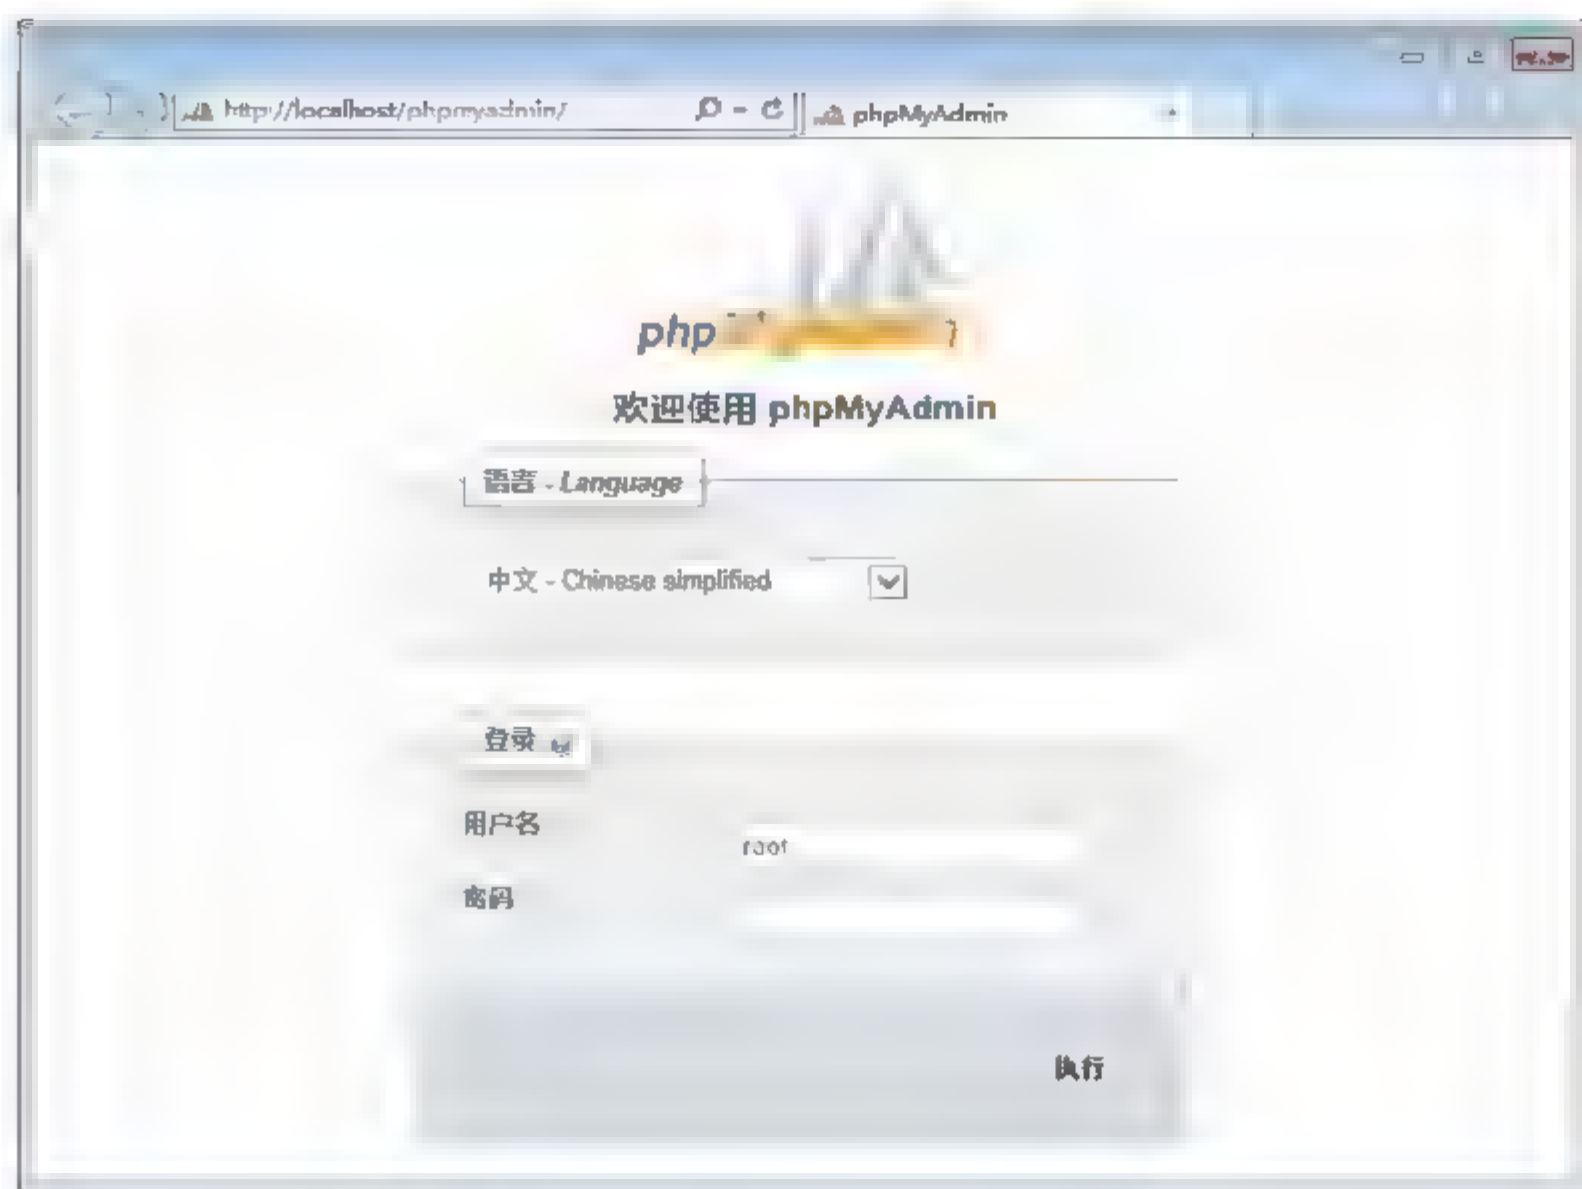 http://localhost/phpmyadmin/
phpMyAdmin
php
欢迎使用 phpMyAdmin
语言 - Language
中文 - Chinese simplified
登录
用户名
root
密码
执行